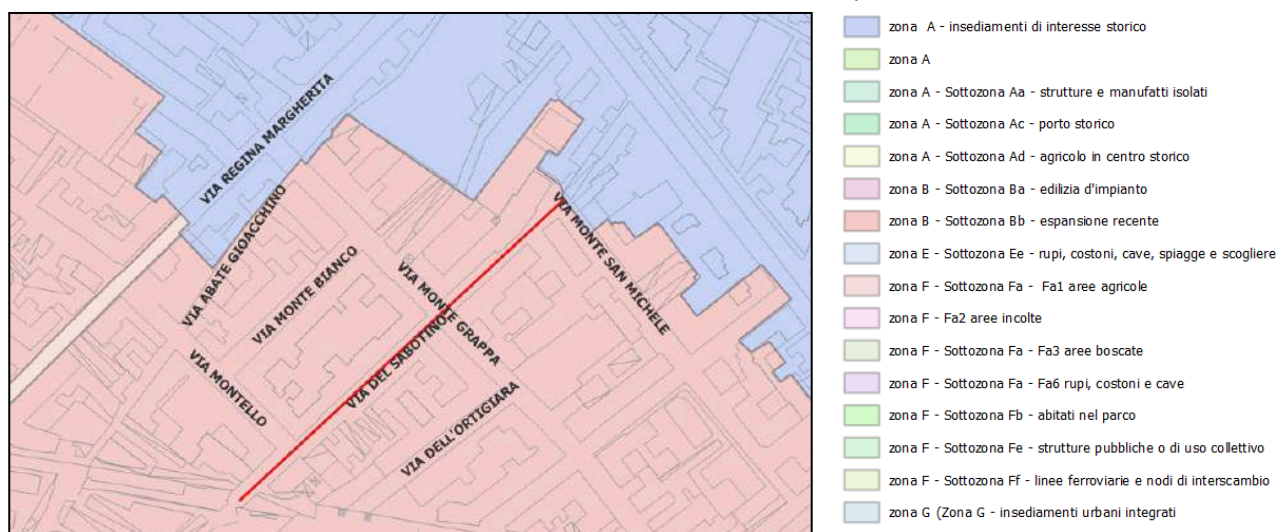 VIA REGINA MARGHERITA
VIA ABATE GIOACCHINO
VIA MONTE BIANCO
VIA MONTELLO
VIA MONTE GRAPPA
VIA DEL SABOTINO
VIA DELL'ORTIGIARA
VIA MONTE SAN MICHELE
zona A - insediamenti di interesse storico
zona A
zona A - Sottozona Aa - strutture e manufatti isolati
zona A - Sottozona Ac - porto storico
zona A - Sottozona Ad - agricolo in centro storico
zona B - Sottozona Ba - edilizia d'impianto
zona B - Sottozona Bb - espansione recente
zona E - Sottozona Ee - rupi, costoni, cave, spiagge e scogliere
zona F - Sottozona Fa - Fa1 aree agricole
zona F - Fa2 aree incolte
zona F - Sottozona Fa - Fa3 aree boscate
zona F - Sottozona Fa - Fa6 rupi, costoni e cave
zona F - Sottozona Fb - abitati nel parco
zona F - Sottozona Fe - strutture pubbliche o di uso collettivo
zona F - Sottozona Ff - linee ferroviarie e nodi di interscambio
zona G (Zona G - insediamenti urbani integrati